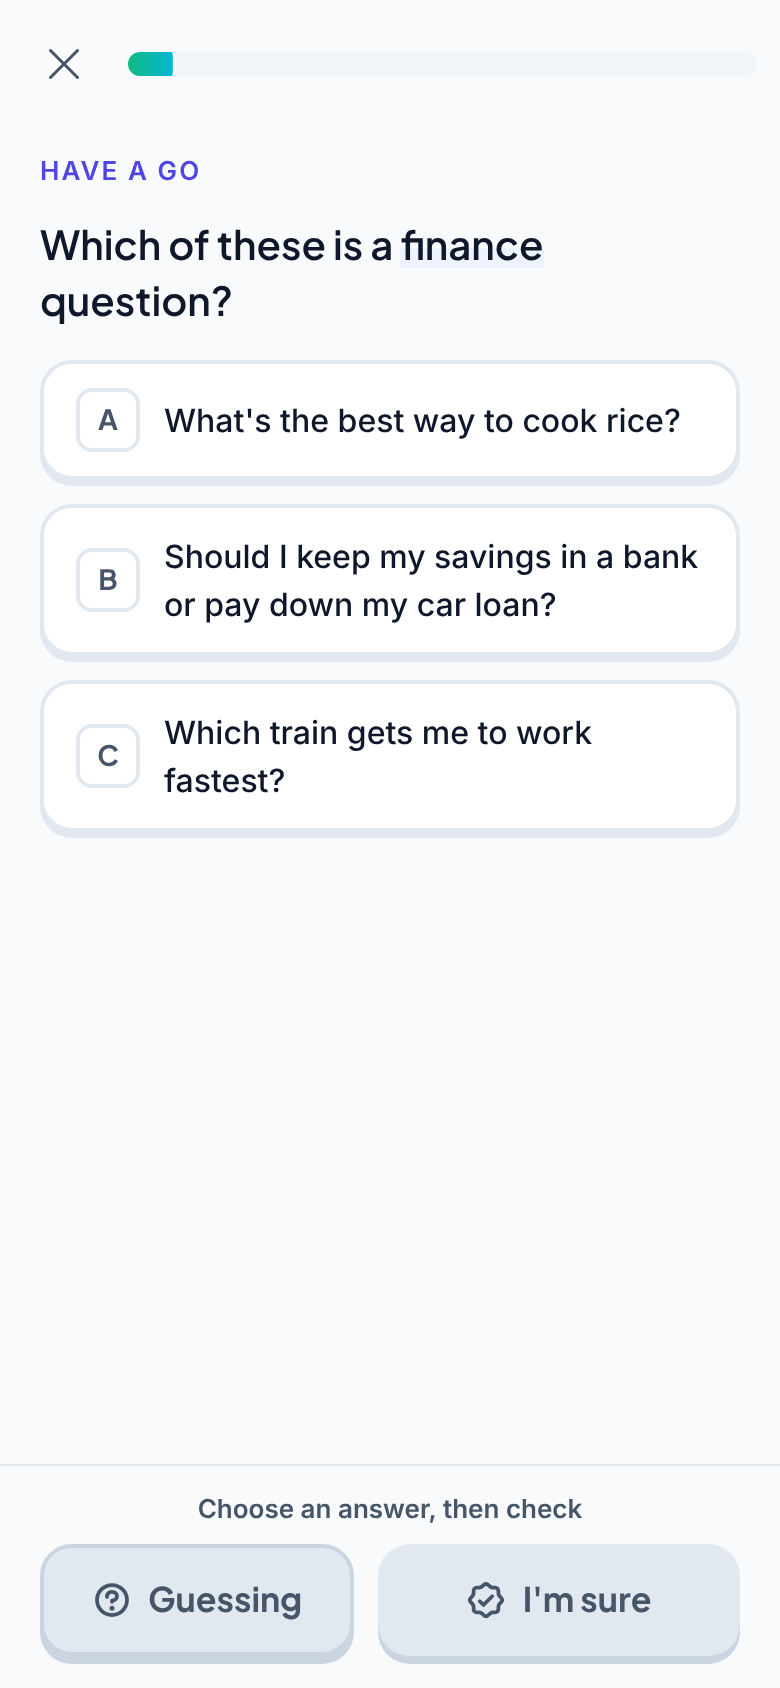 HAVE A GO
Which of these is a finance
question?
A
What's the best way to cook rice?
B
Should I keep my savings in a bank
or pay down my car loan?
C
Which train gets me to work
fastest?
Choose an answer, then check
Guessing
I'm sure